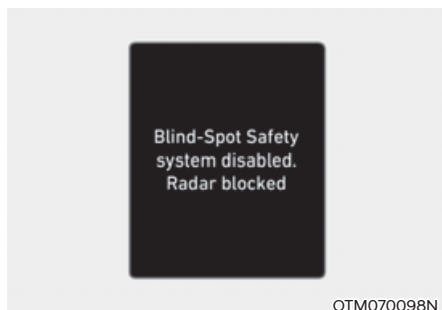 Blind-Spot Safety
system disabled.
Radar blocked
OTM070098N